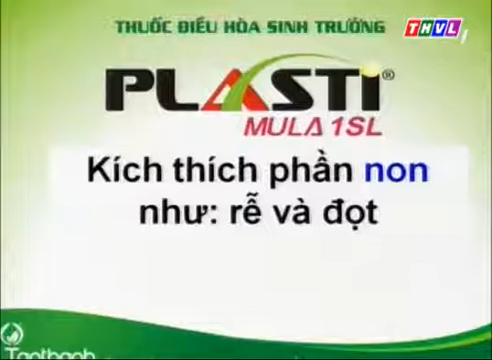 THUỐC ĐIỀU HÒA SINH TRƯỞNG
THVL1
PLASTI®
MULA 1SL
Kích thích phần non
như: rễ và đọt